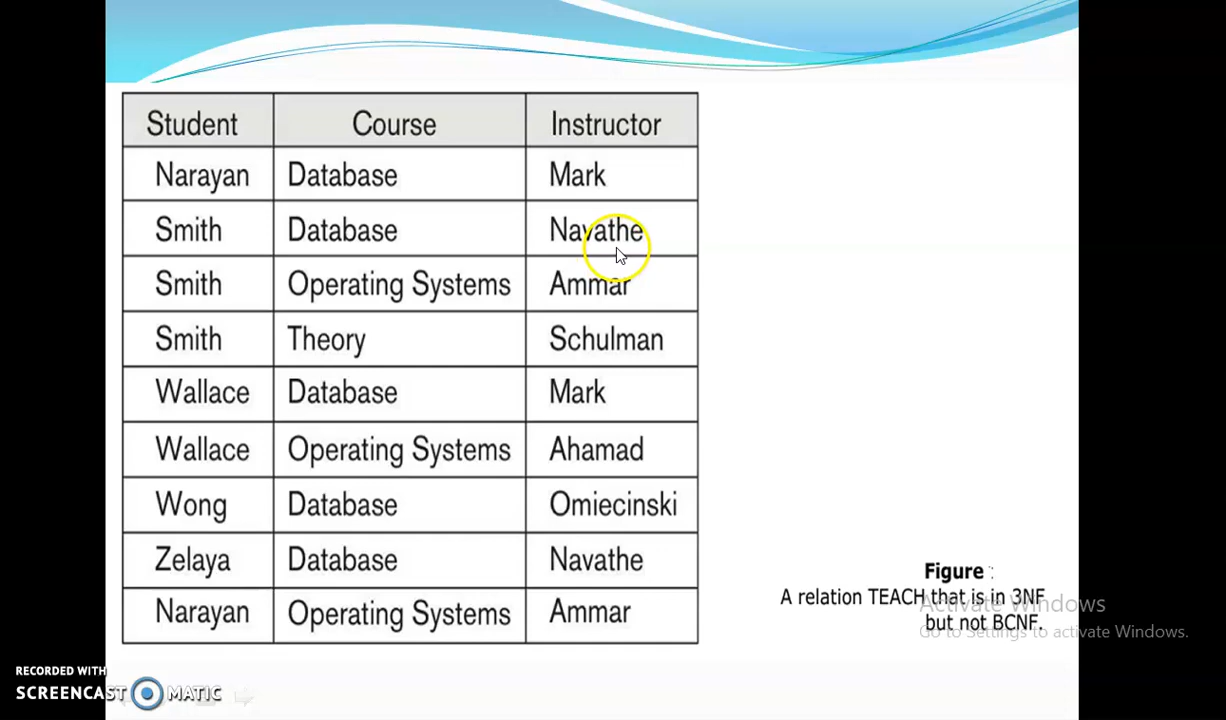 Student Course Instructor
Narayan Database Mark
Smith Database Navathe
Smith Operating Systems Ammar
Smith Theory Schulman
Wallace Database Mark
Wallace Operating Systems Ahamad
Wong Database Omiecinski
Zelaya Database Navathe
Narayan Operating Systems Ammar
Figure :
A relation TEACH that is in 3NF
but not BCNF.
Activate Windows
Go to Settings to activate Windows.
RECORDED WITH
SCREENCAST MATIC